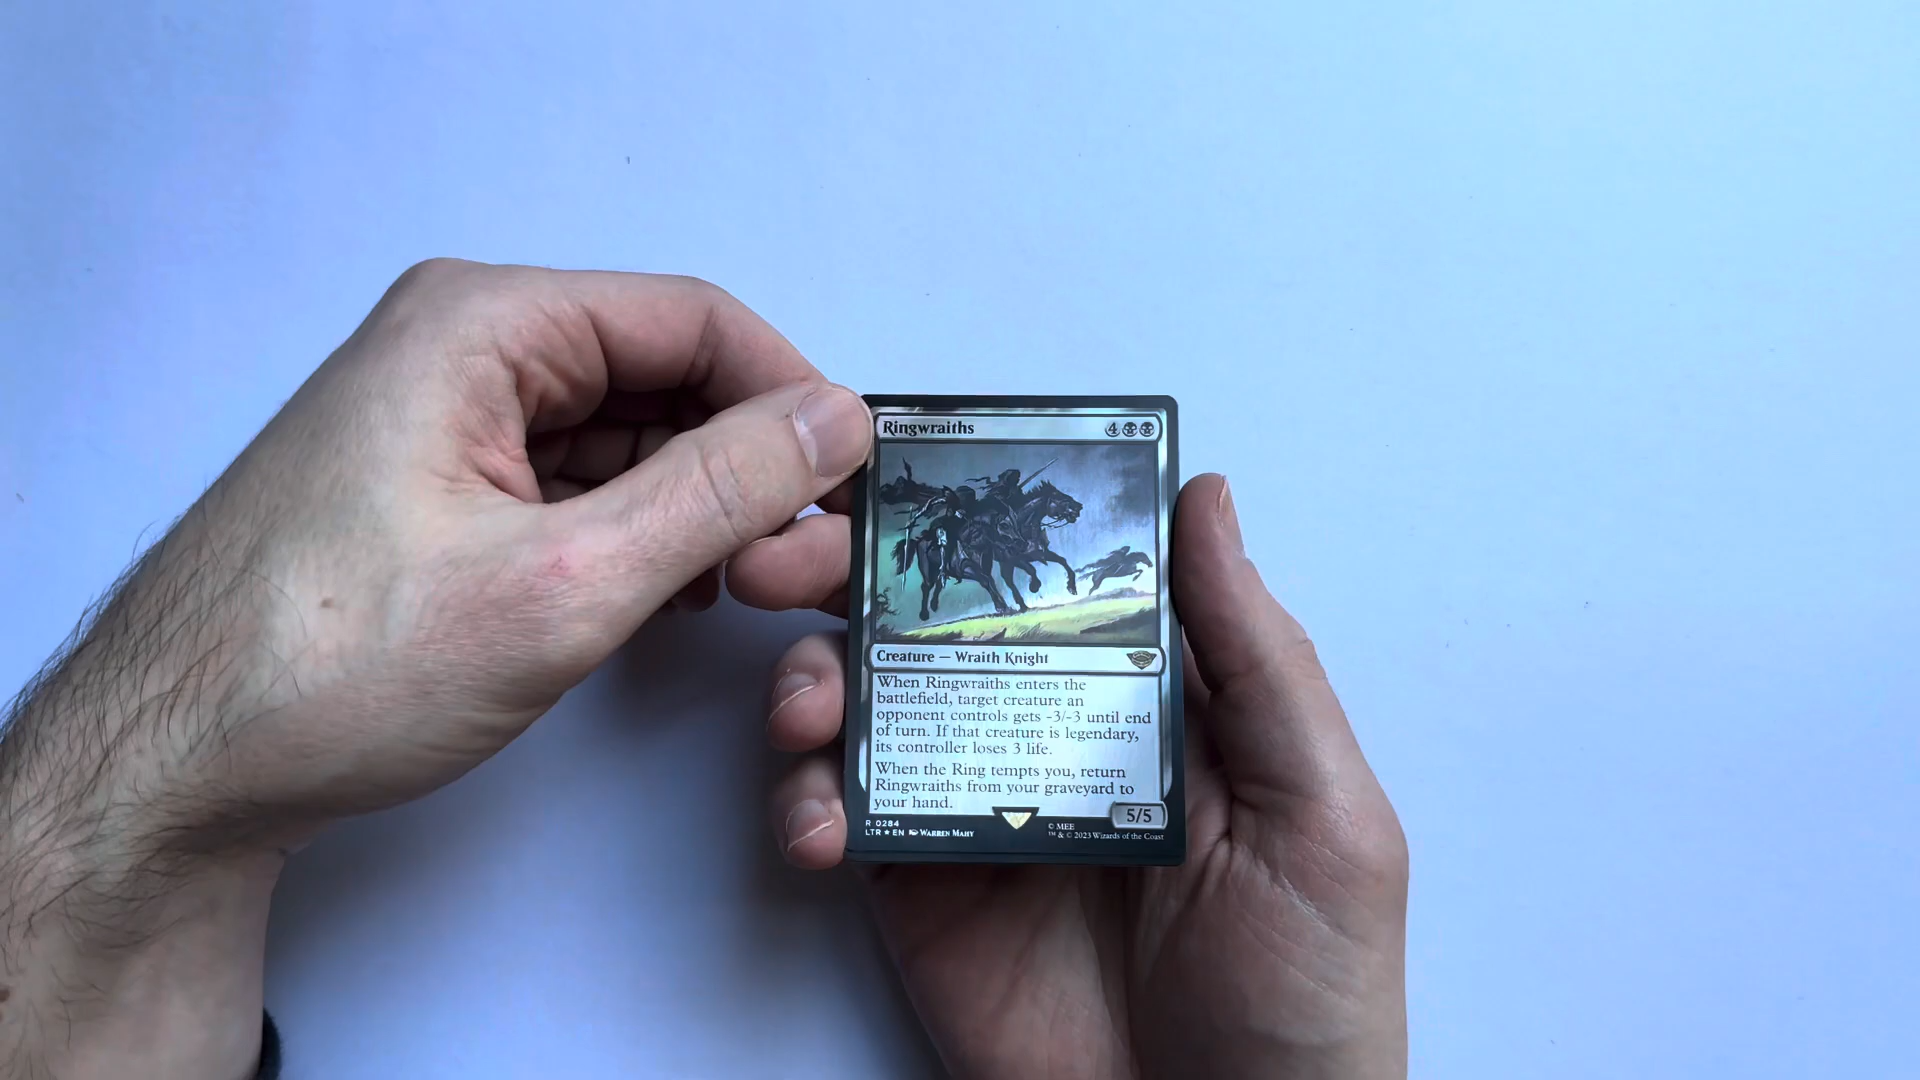 Ringwraiths 4
Creature — Wraith Knight
When Ringwraiths enters the
battlefield, target creature an
opponent controls gets -3/-3 until end
of turn. If that creature is legendary,
its controller loses 3 life.
When the Ring tempts you, return
Ringwraiths from your graveyard to
your hand.
5/5
R 0284
LTR ★ EN Warren Mahy
© MEE
™ & © 2023 Wizards of the Coast